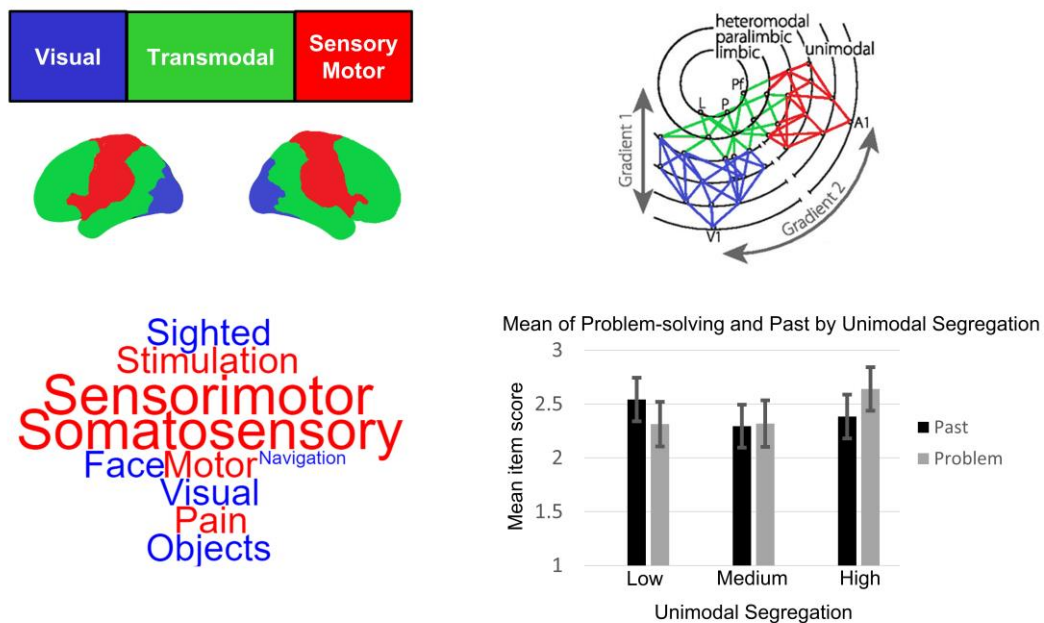 Visual
Transmodal
Sensory
Motor
heteromodal
paralimbic
limbic
unimodal
Pf
L
P
A1
V1
Gradient 1
Gradient 2
Sighted
Stimulation
Sensorimotor
Somatosensory
Face Motor Navigation
Visual
Pain
Objects
Mean of Problem-solving and Past by Unimodal Segregation
Mean item score
3
2.5
2
1.5
1
Low Medium High
Unimodal Segregation
Past
Problem